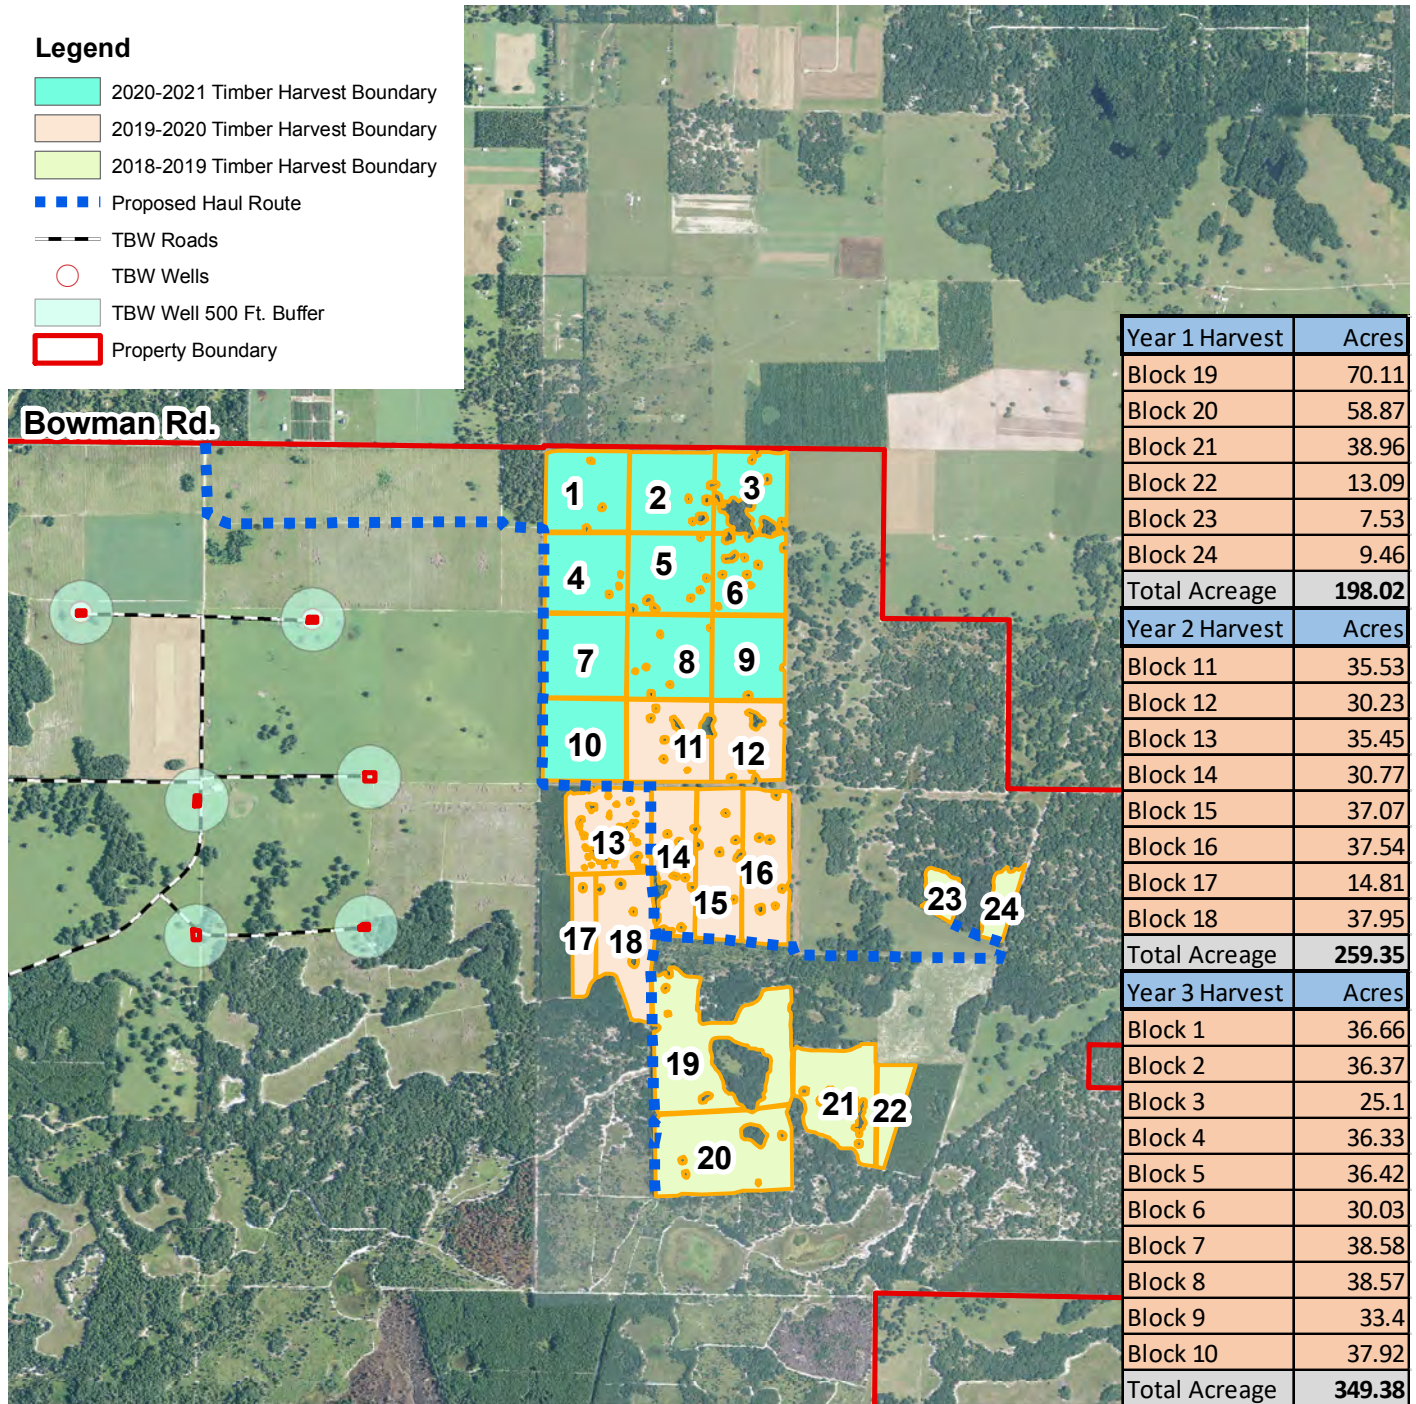 Legend
2020-2021 Timber Harvest Boundary
2019-2020 Timber Harvest Boundary
2018-2019 Timber Harvest Boundary
Proposed Haul Route
TBW Roads
TBW Wells
TBW Well 500 Ft. Buffer
Property Boundary
Bowman Rd.
1 2 3
4 5 6
7 8 9
10 11 12
13 14 15 16
17 18
23 24
19
21 22
20
Year 1 Harvest Acres
Block 19 70.11
Block 20 58.87
Block 21 38.96
Block 22 13.09
Block 23 7.53
Block 24 9.46
Total Acreage 198.02
Year 2 Harvest Acres
Block 11 35.53
Block 12 30.23
Block 13 35.45
Block 14 30.77
Block 15 37.07
Block 16 37.54
Block 17 14.81
Block 18 37.95
Total Acreage 259.35
Year 3 Harvest Acres
Block 1 36.66
Block 2 36.37
Block 3 25.1
Block 4 36.33
Block 5 36.42
Block 6 30.03
Block 7 38.58
Block 8 38.57
Block 9 33.4
Block 10 37.92
Total Acreage 349.38